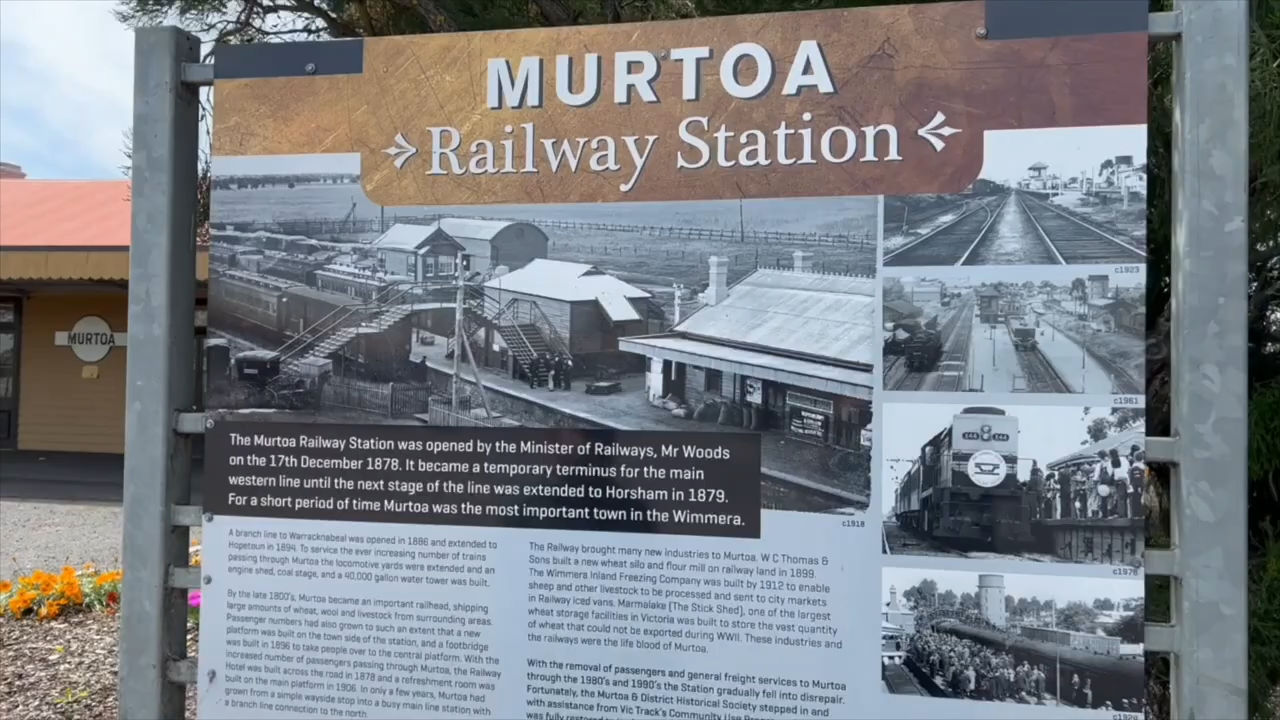 MURTOA
Railway Station
MURTOA
c1923
c1961
144 144
The Murtoa Railway Station was opened by the Minister of Railways, Mr Woods
on the 17th December 1878. It became a temporary terminus for the main
western line until the next stage of the line was extended to Horsham in 1879.
For a short period of time Murtoa was the most important town in the Wimmera.
c1918
c1976
A branch line to Warracknabeal was opened in 1886 and extended to
Hopetoun in 1894. To service the ever increasing number of trains
passing through Murtoa the locomotive yards were extended and an
engine shed, coal stage, and a 40,000 gallon water tower was built.
By the late 1800's, Murtoa became an important railhead, shipping
large amounts of wheat, wool and livestock from surrounding areas.
Passenger numbers had also grown to such an extent that a new
platform was built on the town side of the station, and a footbridge
was built in 1896 to take people over to the central platform. With the
increased number of passengers passing through Murtoa, the Railway
Hotel was built across the road in 1878 and a refreshment room was
built on the main platform in 1906. In only a few years, Murtoa had
grown from a simple wayside stop into a busy main line station with
a branch line connection to the north.
The Railway brought many new industries to Murtoa. W C Thomas &
Sons built a new wheat silo and flour mill on railway land in 1899.
The Wimmera Inland Freezing Company was built by 1912 to enable
sheep and other livestock to be processed and sent to city markets
in Railway iced vans. Marmalake (The Stick Shed), one of the largest
wheat storage facilities in Victoria was built to store the vast quantity
of wheat that could not be exported during WWII. These industries and
the railways were the life blood of Murtoa.
With the removal of passengers and general freight services to Murtoa
through the 1980's and 1990's the Station gradually fell into disrepair.
Fortunately, the Murtoa & District Historical Society stepped in and
with assistance from Vic Track's Community Use
was fully restored